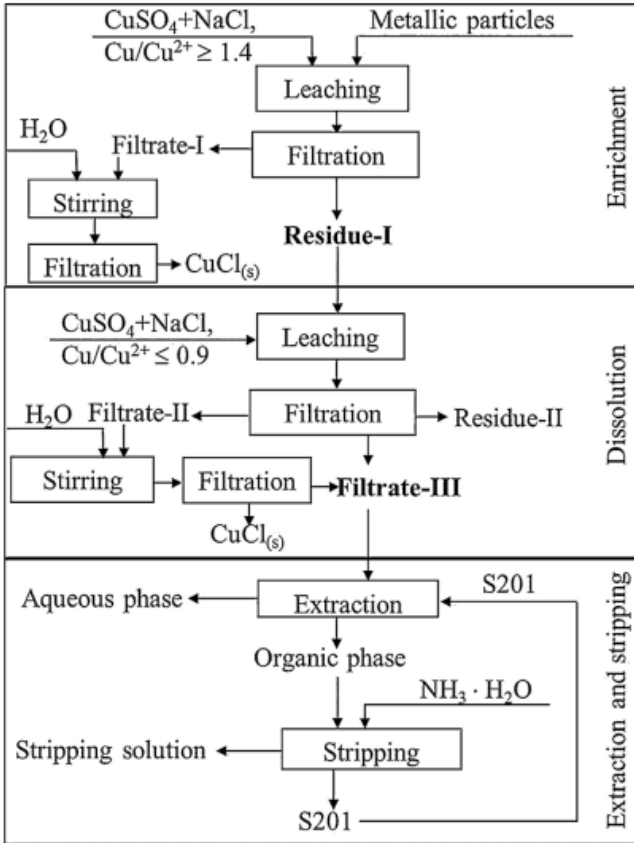 CuSO₄+NaCl,
Cu/Cu²⁺ ≥ 1.4
Metallic particles
Leaching
H₂O
Filtrate-I
Filtration
Stirring
Residue-I
Filtration
CuCl₍s₎
Enrichment
CuSO₄+NaCl,
Cu/Cu²⁺ ≤ 0.9
Leaching
H₂O
Filtrate-II
Filtration
Residue-II
Stirring
Filtration
Filtrate-III
CuCl₍s₎
Dissolution
S201
Aqueous phase
Extraction
Organic phase
NH₃ · H₂O
Stripping solution
Stripping
S201
Extraction and stripping